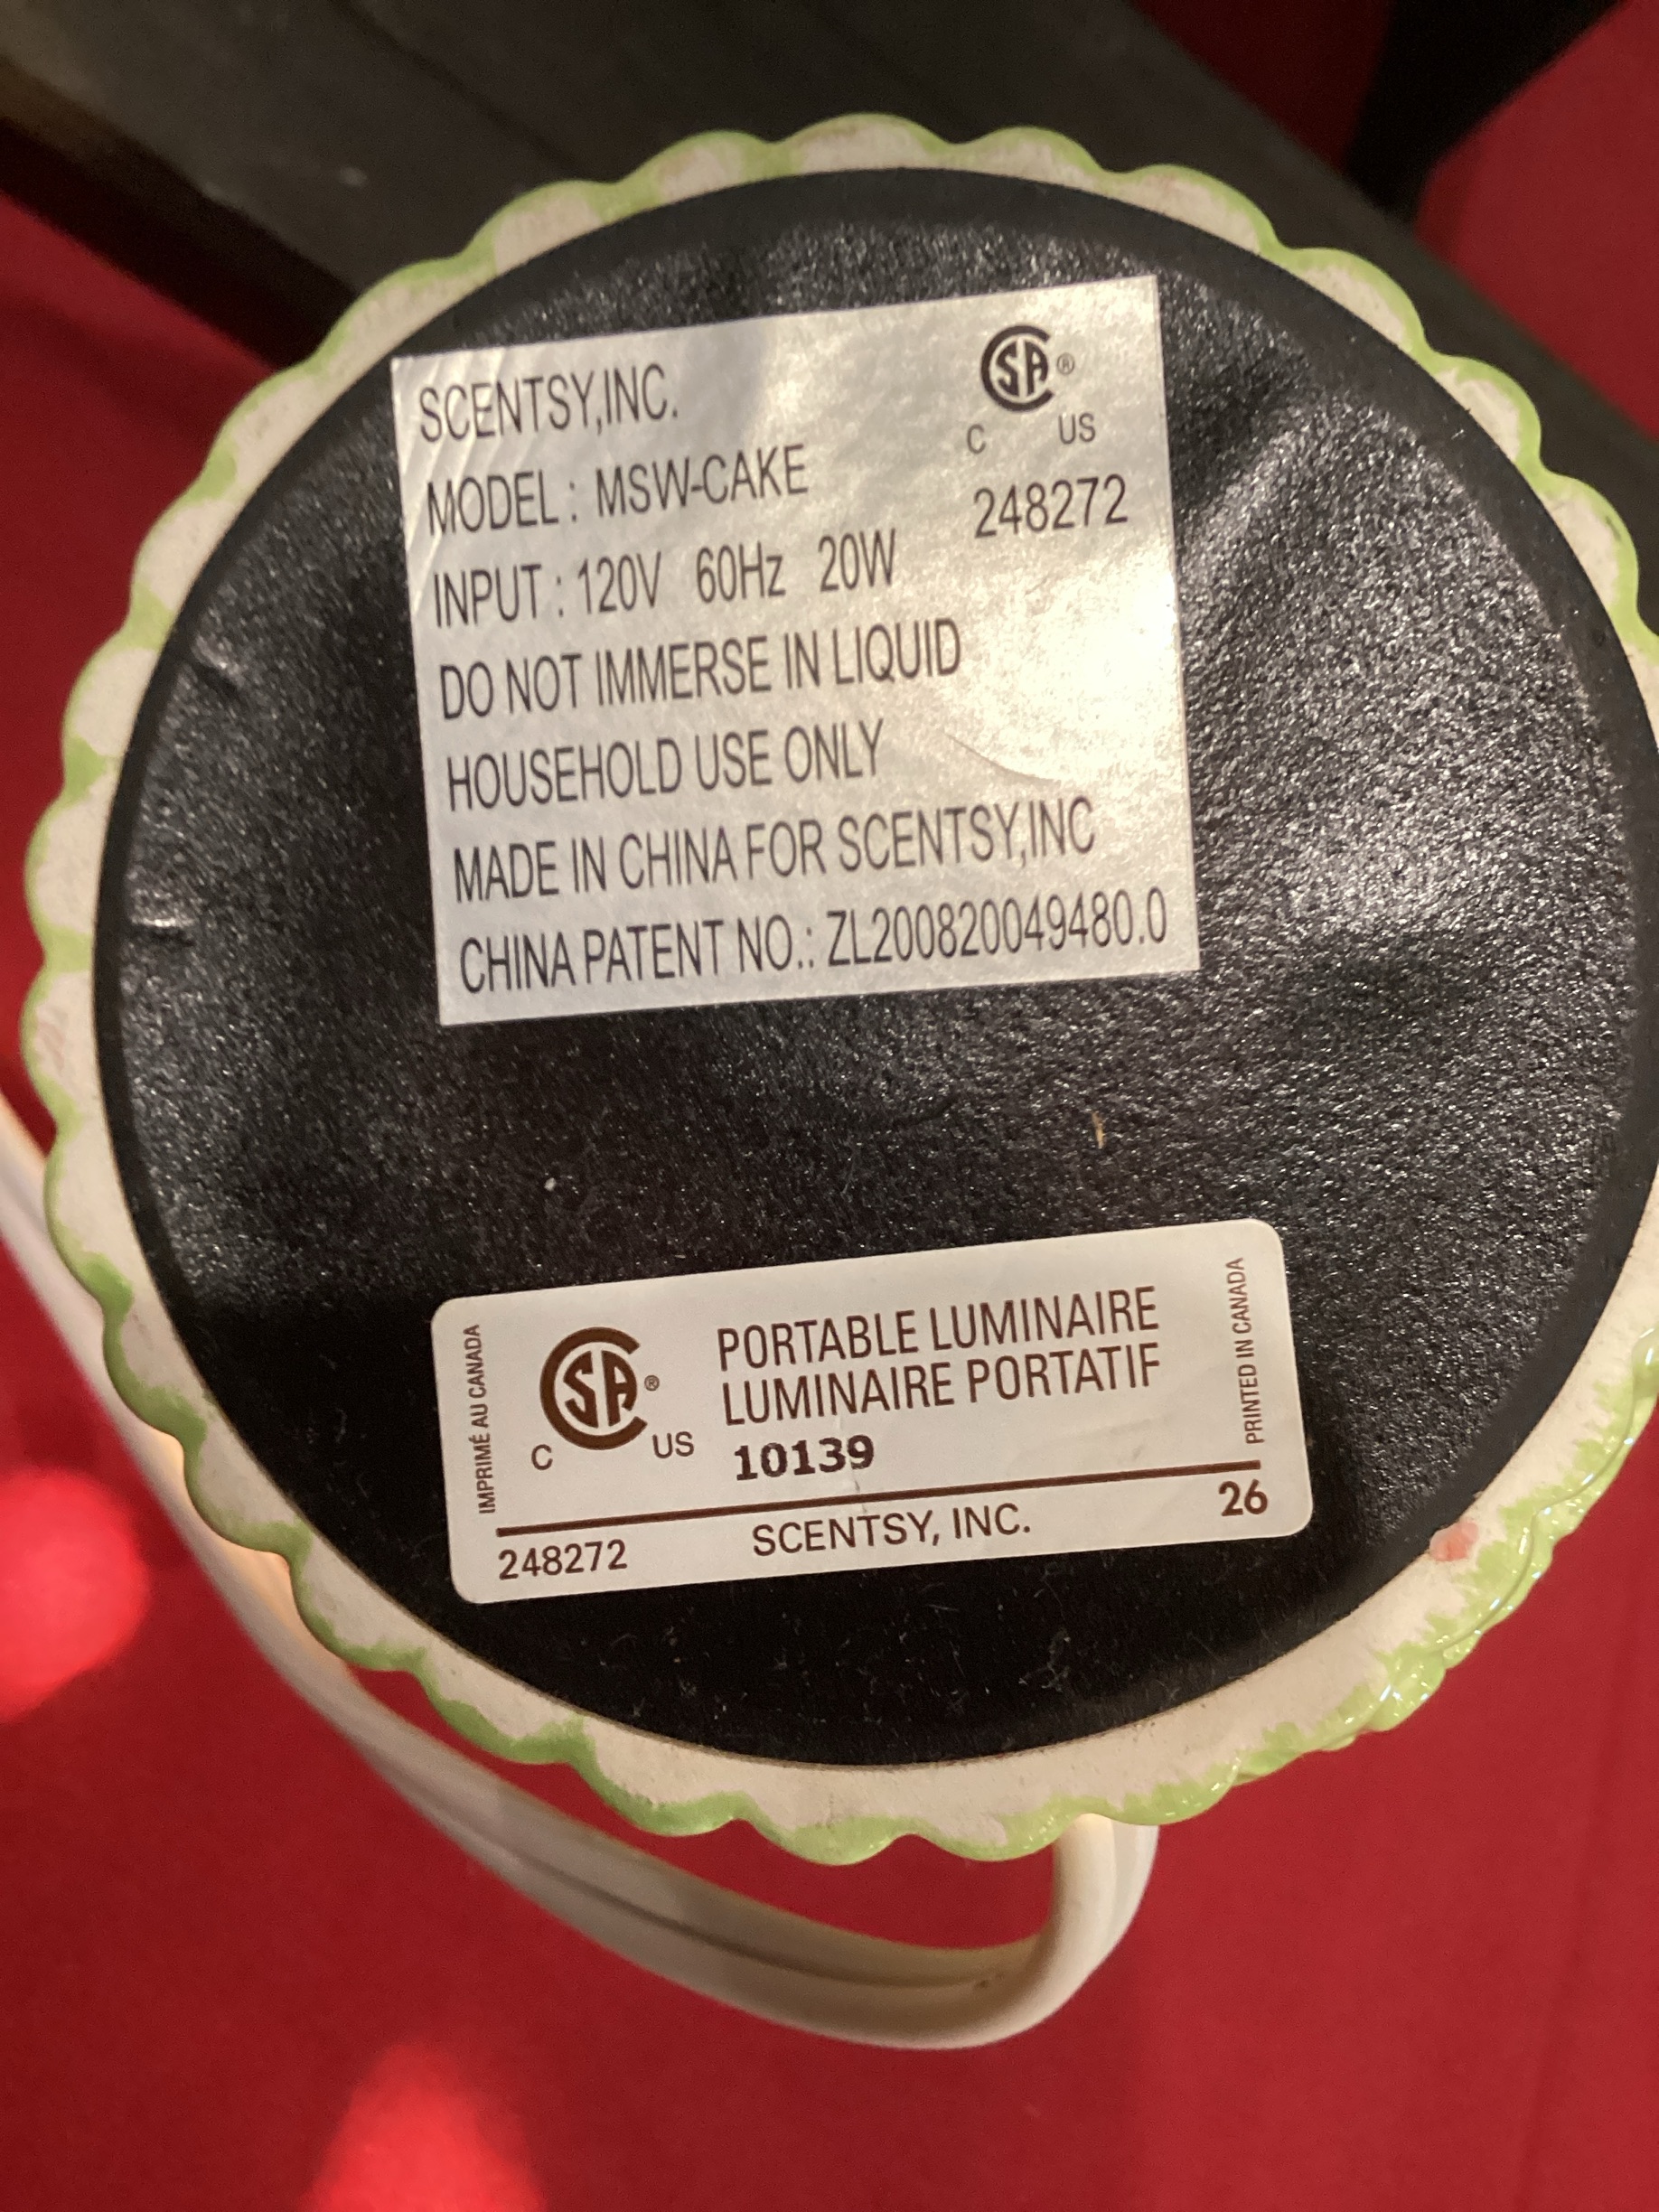 SCENTSY,INC.
CSA®
C US
MODEL : MSW-CAKE
248272
INPUT : 120V 60Hz 20W
DO NOT IMMERSE IN LIQUID
HOUSEHOLD USE ONLY
MADE IN CHINA FOR SCENTSY,INC
CHINA PATENT NO.: ZL200820049480.0
IMPRIMÉ AU CANADA
CSA®
C US
PORTABLE LUMINAIRE
LUMINAIRE PORTATIF
10139
PRINTED IN CANADA
248272 SCENTSY, INC. 26